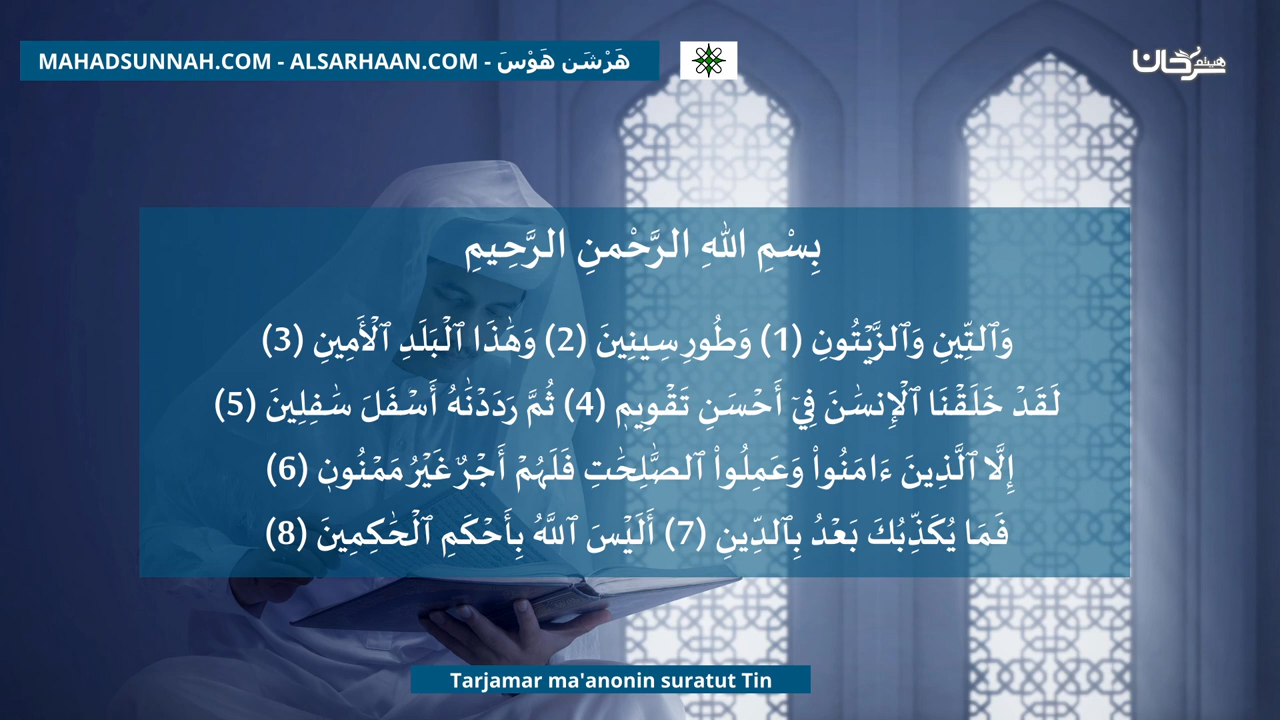 MAHADSUNNAH.COM - ALSARHAAN.COM - هَرْشَن هَوْسَ
هيثم سرحان
بِسْمِ اللهِ الرَّحْمنِ الرَّحِيمِ
وَٱلتِّينِ وَٱلزَّيۡتُونِ (1) وَطُورِ سِينِينَ (2) وَهَٰذَا ٱلۡبَلَدِ ٱلۡأَمِينِ (3)
لَقَدۡ خَلَقۡنَا ٱلۡإِنسَٰنَ فِيٓ أَحۡسَنِ تَقۡوِيمٖ (4) ثُمَّ رَدَدۡنَٰهُ أَسۡفَلَ سَٰفِلِينَ (5)
إِلَّا ٱلَّذِينَ ءَامَنُواْ وَعَمِلُواْ ٱلصَّٰلِحَٰتِ فَلَهُمۡ أَجۡرٌ غَيۡرُ مَمۡنُونٖ (6)
فَمَا يُكَذِّبُكَ بَعۡدُ بِٱلدِّينِ (7) أَلَيۡسَ ٱللَّهُ بِأَحۡكَمِ ٱلۡحَٰكِمِينَ (8)
Tarjamar ma'anonin suratut Tin